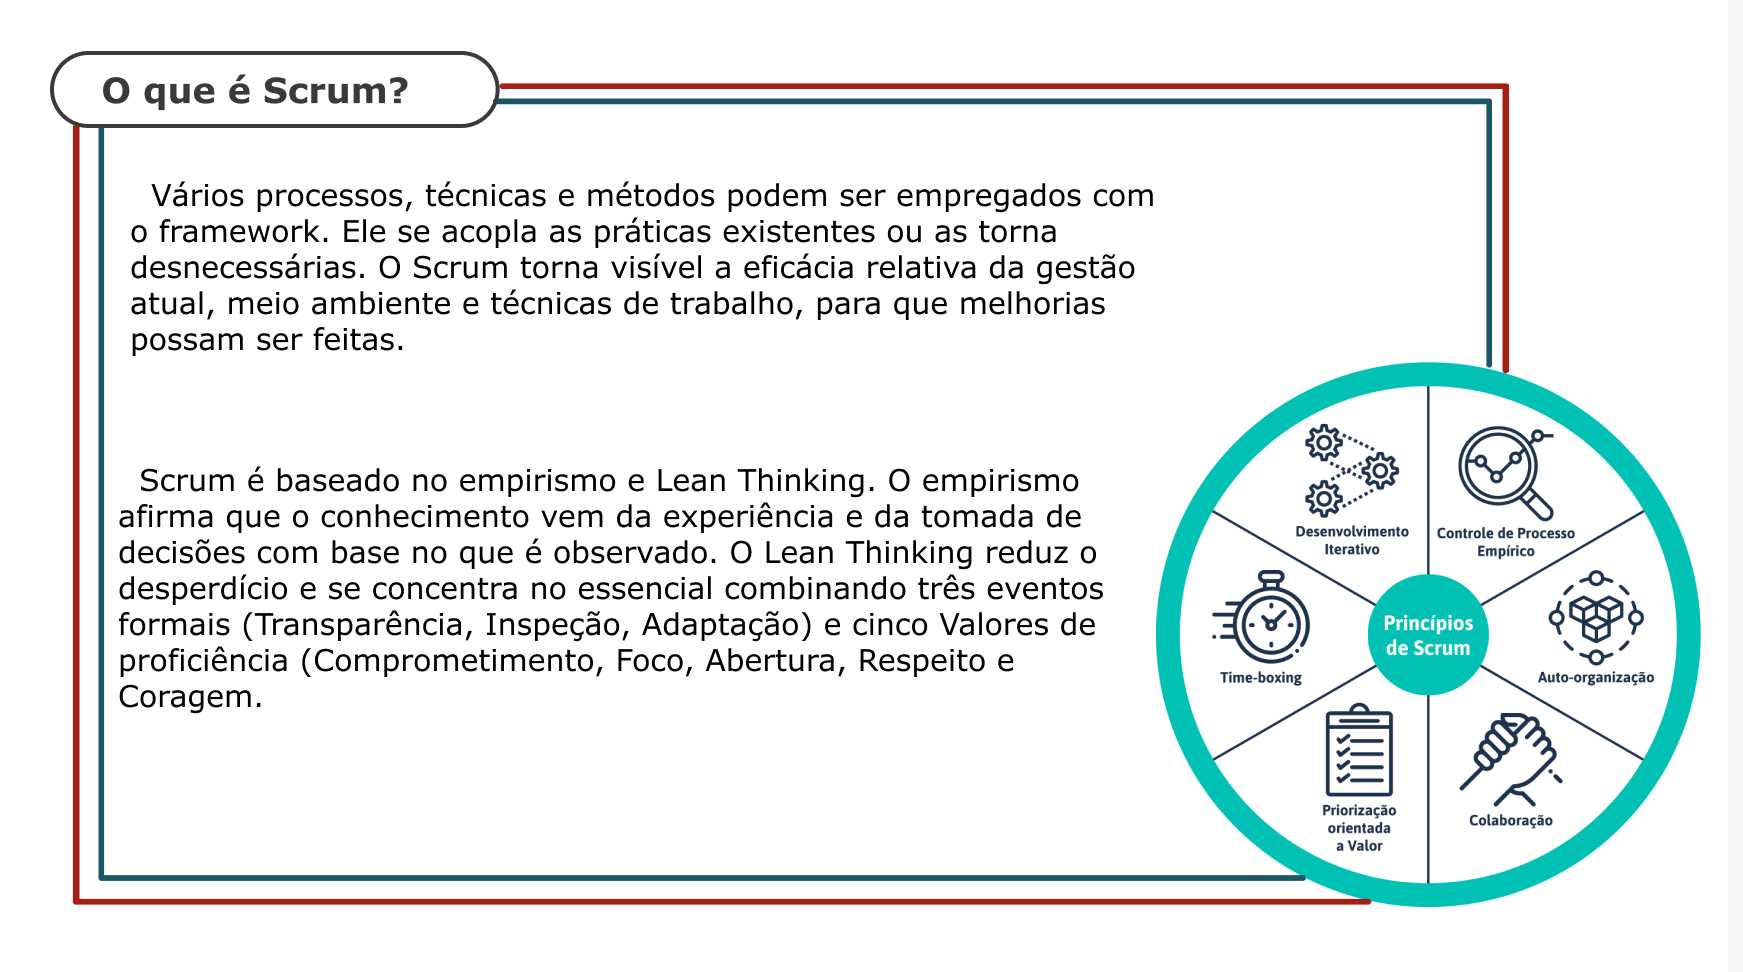 O que é Scrum?
Vários processos, técnicas e métodos podem ser empregados com
o framework. Ele se acopla as práticas existentes ou as torna
desnecessárias. O Scrum torna visível a eficácia relativa da gestão
atual, meio ambiente e técnicas de trabalho, para que melhorias
possam ser feitas.
Scrum é baseado no empirismo e Lean Thinking. O empirismo
afirma que o conhecimento vem da experiência e da tomada de
decisões com base no que é observado. O Lean Thinking reduz o
desperdício e se concentra no essencial combinando três eventos
formais (Transparência, Inspeção, Adaptação) e cinco Valores de
proficiência (Comprometimento, Foco, Abertura, Respeito e
Coragem.
Desenvolvimento
Iterativo
Controle de Processo
Empírico
Time-boxing
Princípios
de Scrum
Auto-organização
Priorização
orientada
a Valor
Colaboração